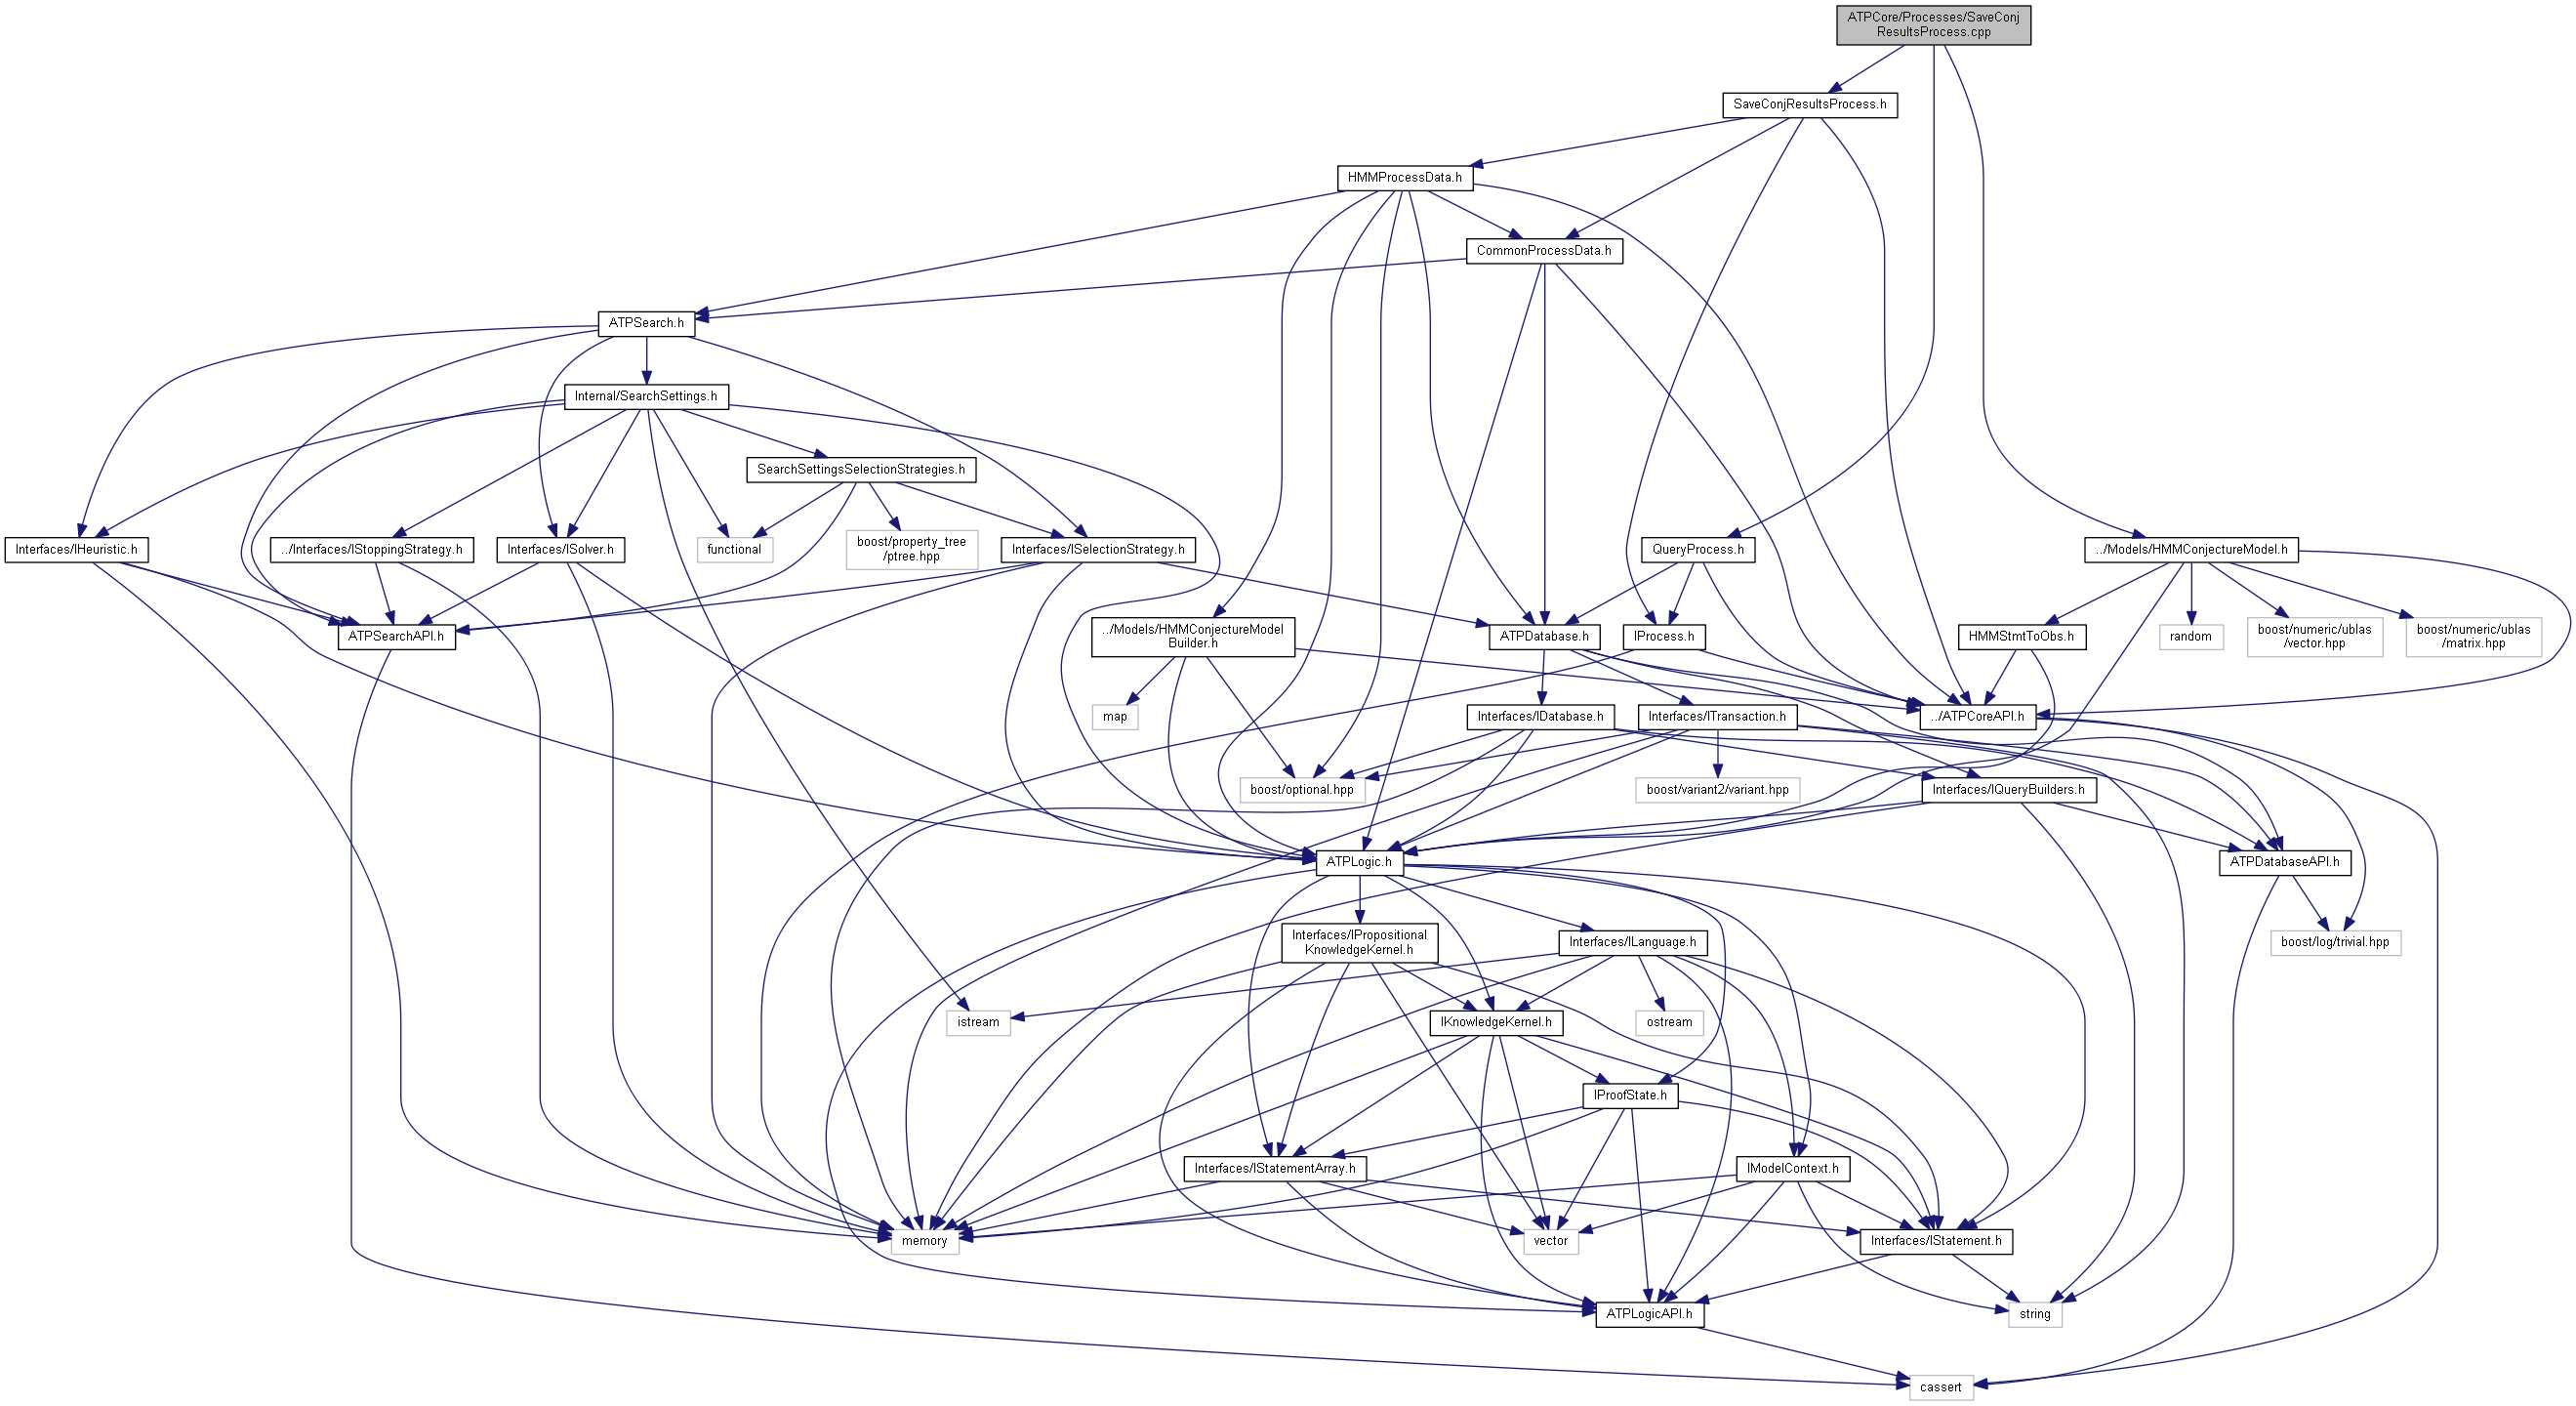 ATPCore/Processes/SaveConj
ResultsProcess.cpp
SaveConjResultsProcess.h
HMMProcessData.h
CommonProcessData.h
ATPSearch.h
Internal/SearchSettings.h
SearchSettingsSelectionStrategies.h
Interfaces/IHeuristic.h
../Interfaces/IStoppingStrategy.h
Interfaces/ISolver.h
functional
boost/property_tree
/ptree.hpp
Interfaces/ISelectionStrategy.h
QueryProcess.h
../Models/HMMConjectureModel.h
ATPSearchAPI.h
../Models/HMMConjectureModel
Builder.h
ATPDatabase.h
IProcess.h
HMMStmtToObs.h
random
boost/numeric/ublas
/vector.hpp
boost/numeric/ublas
/matrix.hpp
map
Interfaces/IDatabase.h
Interfaces/ITransaction.h
../ATPCoreAPI.h
boost/optional.hpp
boost/variant2/variant.hpp
Interfaces/IQueryBuilders.h
ATPLogic.h
ATPDatabaseAPI.h
Interfaces/IPropositional
KnowledgeKernel.h
Interfaces/ILanguage.h
boost/log/trivial.hpp
istream
IKnowledgeKernel.h
ostream
IProofState.h
Interfaces/IStatementArray.h
IModelContext.h
memory
vector
Interfaces/IStatement.h
ATPLogicAPI.h
string
cassert